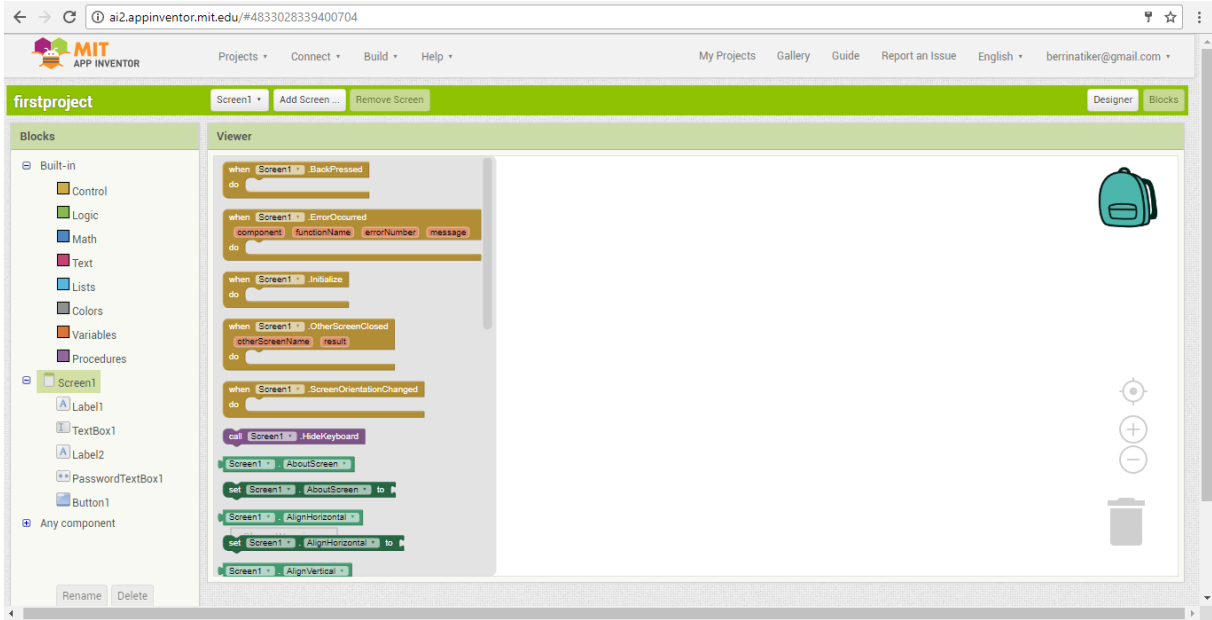 ai2.appinventor.mit.edu/#4833028339400704
MIT
APP INVENTOR
Projects Connect Build Help My Projects Gallery Guide Report an Issue English berrinatiker@gmail.com
firstproject Screen1 Add Screen ... Remove Screen Designer Blocks
Blocks
Viewer
Built-in
Control
Logic
Math
Text
Lists
Colors
Variables
Procedures
Screen1
Label1
TextBox1
Label2
PasswordTextBox1
Button1
Any component
Rename Delete
when Screen1 .BackPressed
do
when Screen1 .ErrorOccurred
component functionName errorNumber message
do
when Screen1 .Initialize
do
when Screen1 .OtherScreenClosed
otherScreenName result
do
when Screen1 .ScreenOrientationChanged
do
call Screen1 .HideKeyboard
Screen1 . AboutScreen
set Screen1 . AboutScreen to
Screen1 . AlignHorizontal
set Screen1 . AlignHorizontal to
Screen1 . AlignVertical